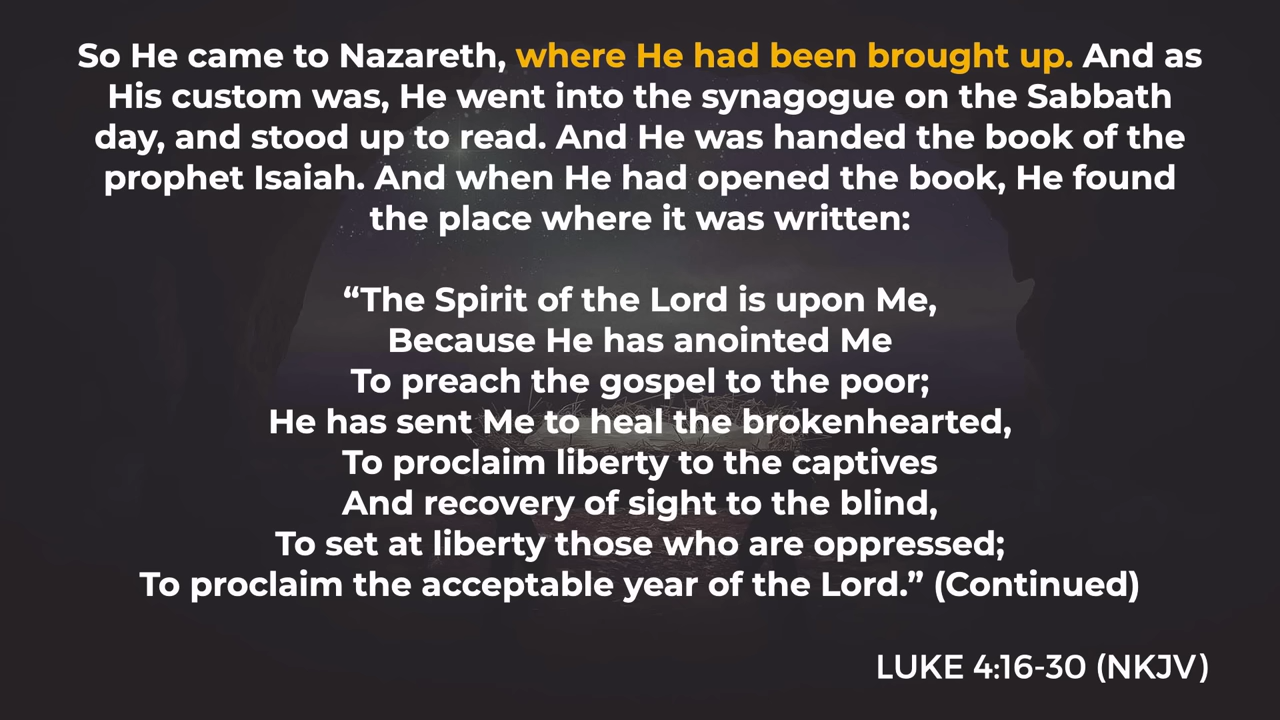 So He came to Nazareth, where He had been brought up. And as
His custom was, He went into the synagogue on the Sabbath
day, and stood up to read. And He was handed the book of the
prophet Isaiah. And when He had opened the book, He found
the place where it was written:
“The Spirit of the Lord is upon Me,
Because He has anointed Me
To preach the gospel to the poor;
He has sent Me to heal the brokenhearted,
To proclaim liberty to the captives
And recovery of sight to the blind,
To set at liberty those who are oppressed;
To proclaim the acceptable year of the Lord.” (Continued)
LUKE 4:16-30 (NKJV)